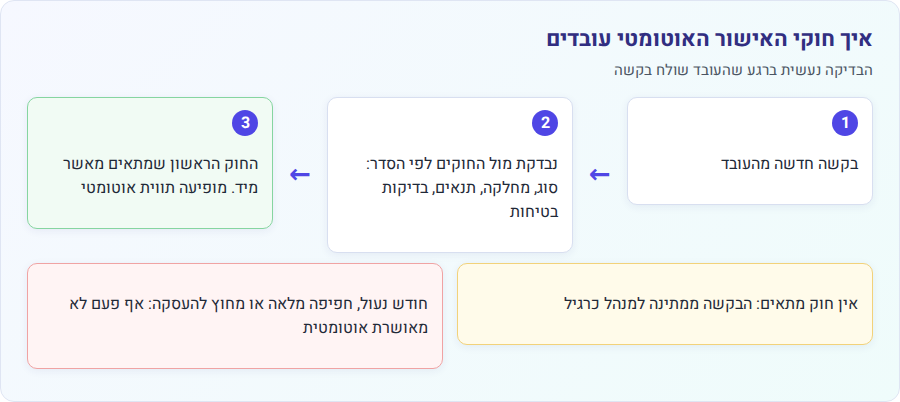 איך חוקי האישור האוטומטי עובדים
הבדיקה נעשית ברגע שהעובד שולח בקשה
1
בקשה חדשה מהעובד
←
2
נבדקת מול החוקים לפי הסדר:
סוג, מחלקה, תנאים, בדיקות
בטיחות
←
3
החוק הראשון שמתאים מאשר
מיד. מופיעה תווית אוטומטי
אין חוק מתאים: הבקשה ממתינה למנהל כרגיל
חודש נעול, חפיפה מלאה או מחוץ להעסקה: אף פעם לא
מאושרת אוטומטית